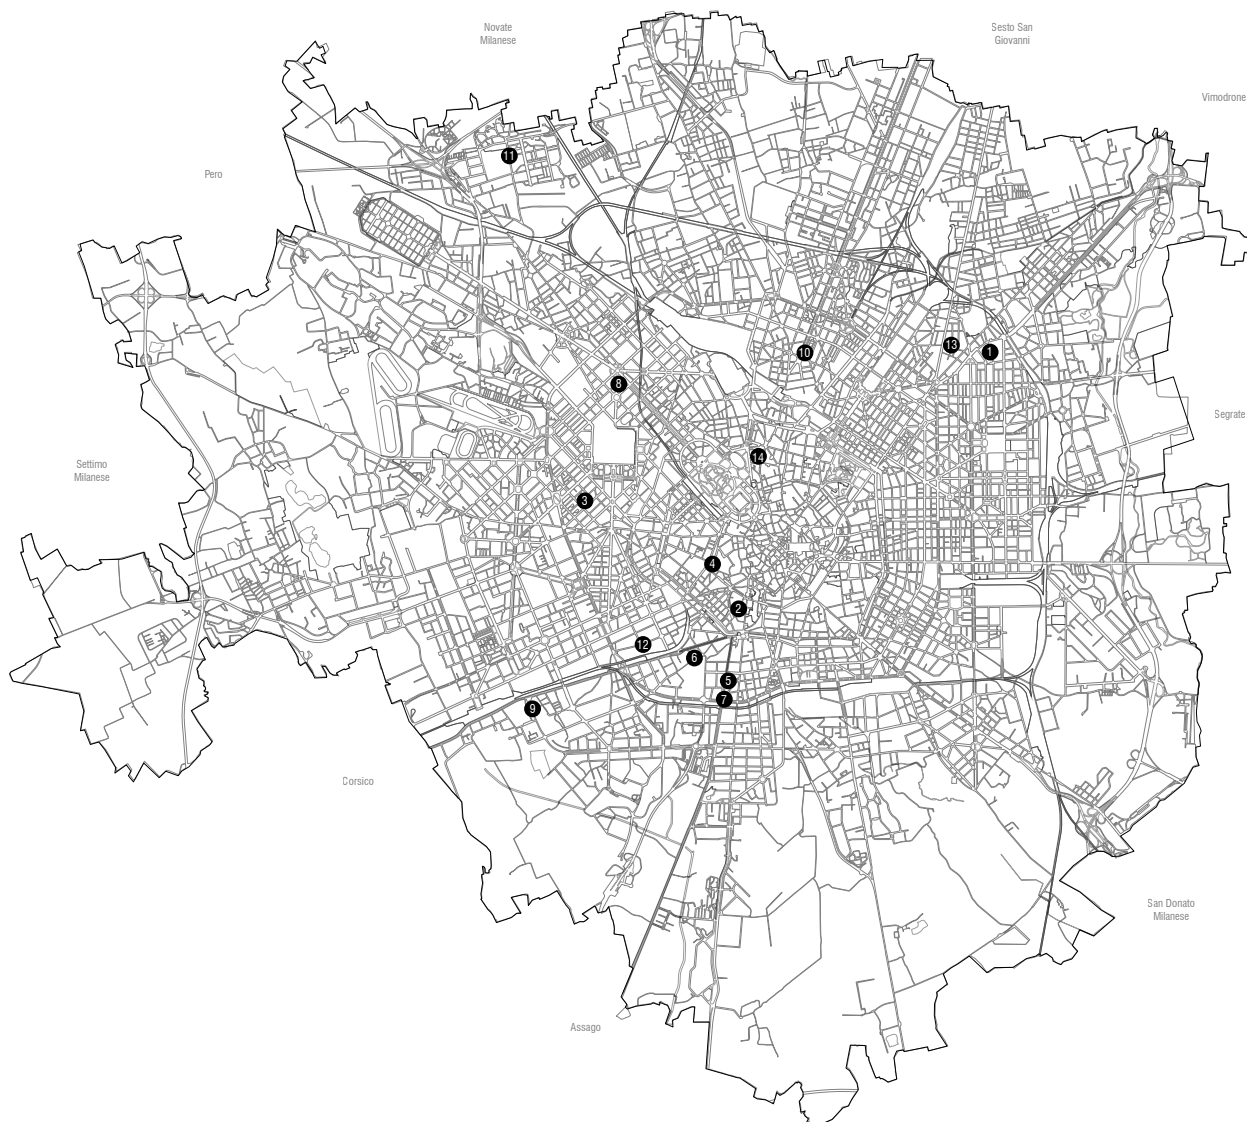 Novate
Milanese
Sesto San
Giovanni
Vimodrone
11
Pero
13
1
10
8
Segrate
14
Settimo
Milanese
3
4
2
12
6
5
7
9
Corsico
San Donato
Milanese
Assago